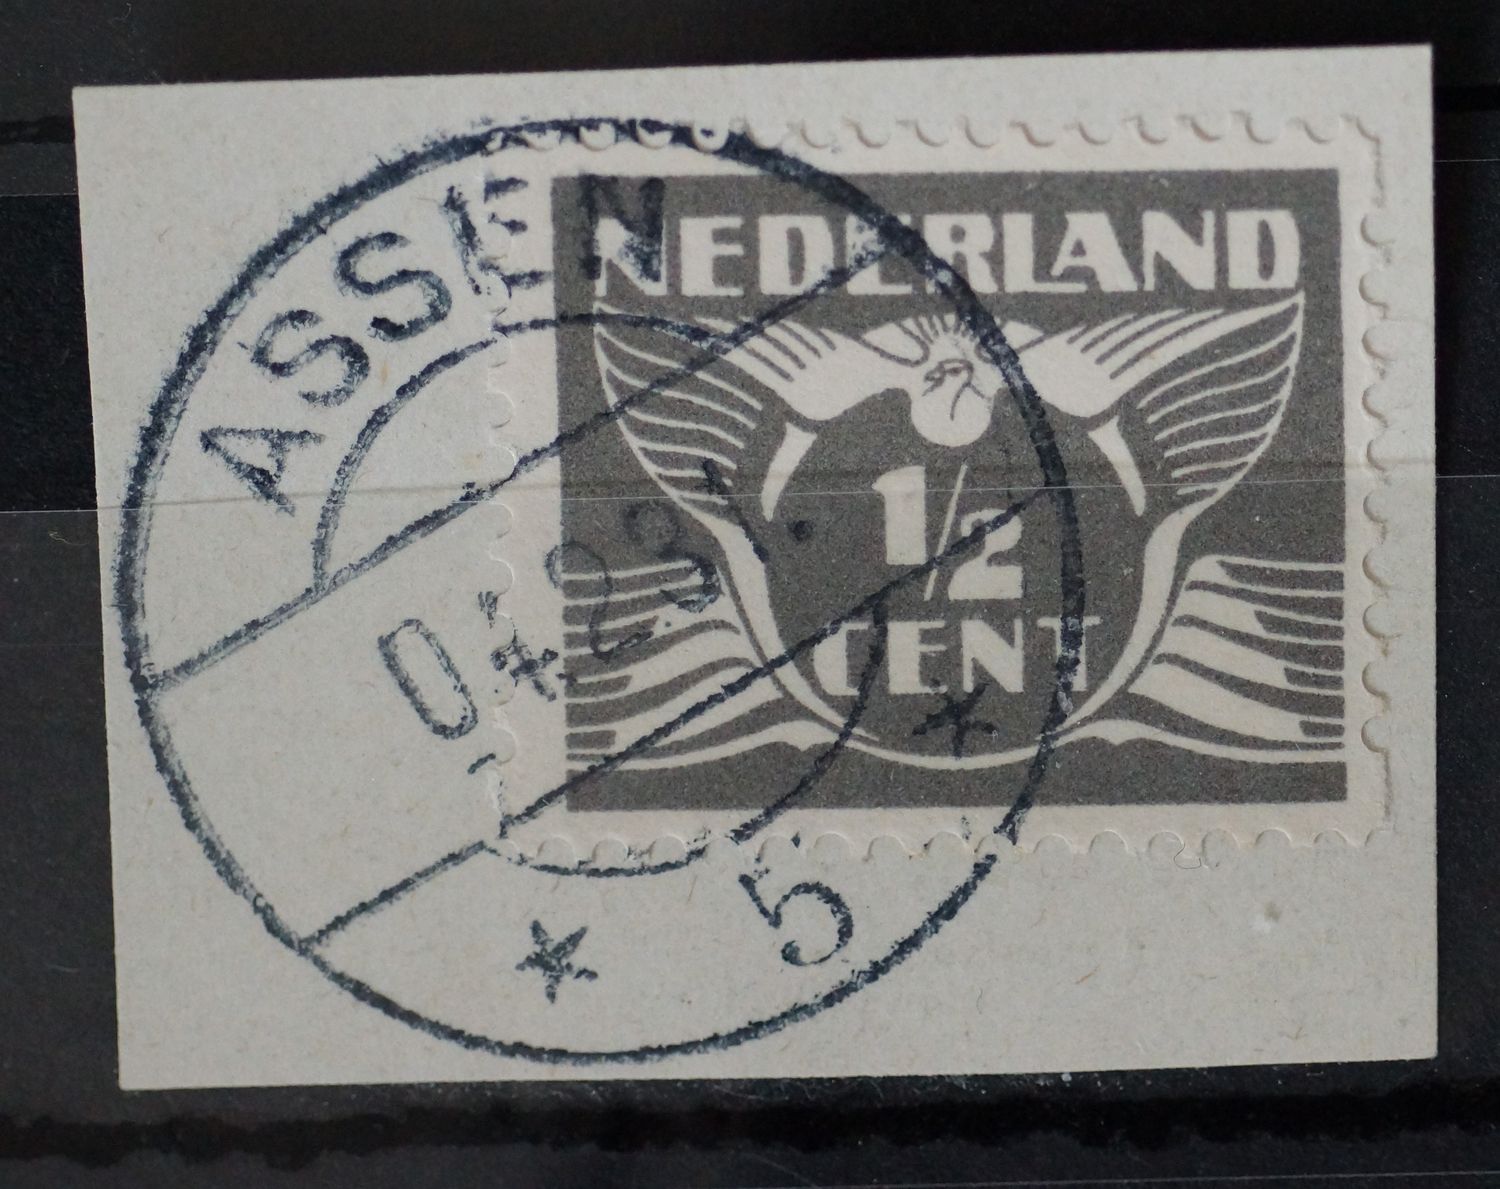 ASSEN
NEDERLAND
1/2
CENT
5